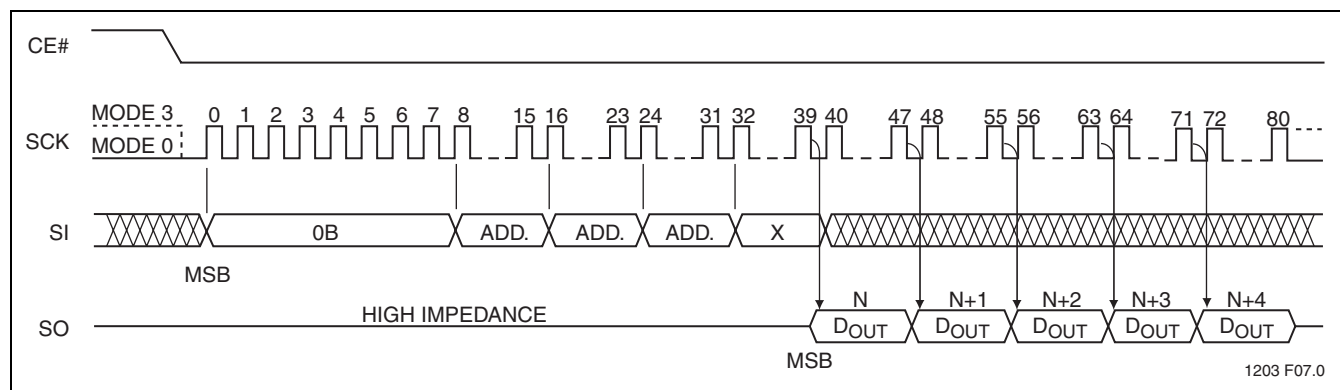 CE#
MODE 3 0 1 2 3 4 5 6 7 8 15 16 23 24 31 32 39 40 47 48 55 56 63 64 71 72 80
SCK MODE 0
SI 0B ADD. ADD. ADD. X
MSB
N N+1 N+2 N+3 N+4
SO HIGH IMPEDANCE DOUT DOUT DOUT DOUT DOUT
MSB
1203 F07.0